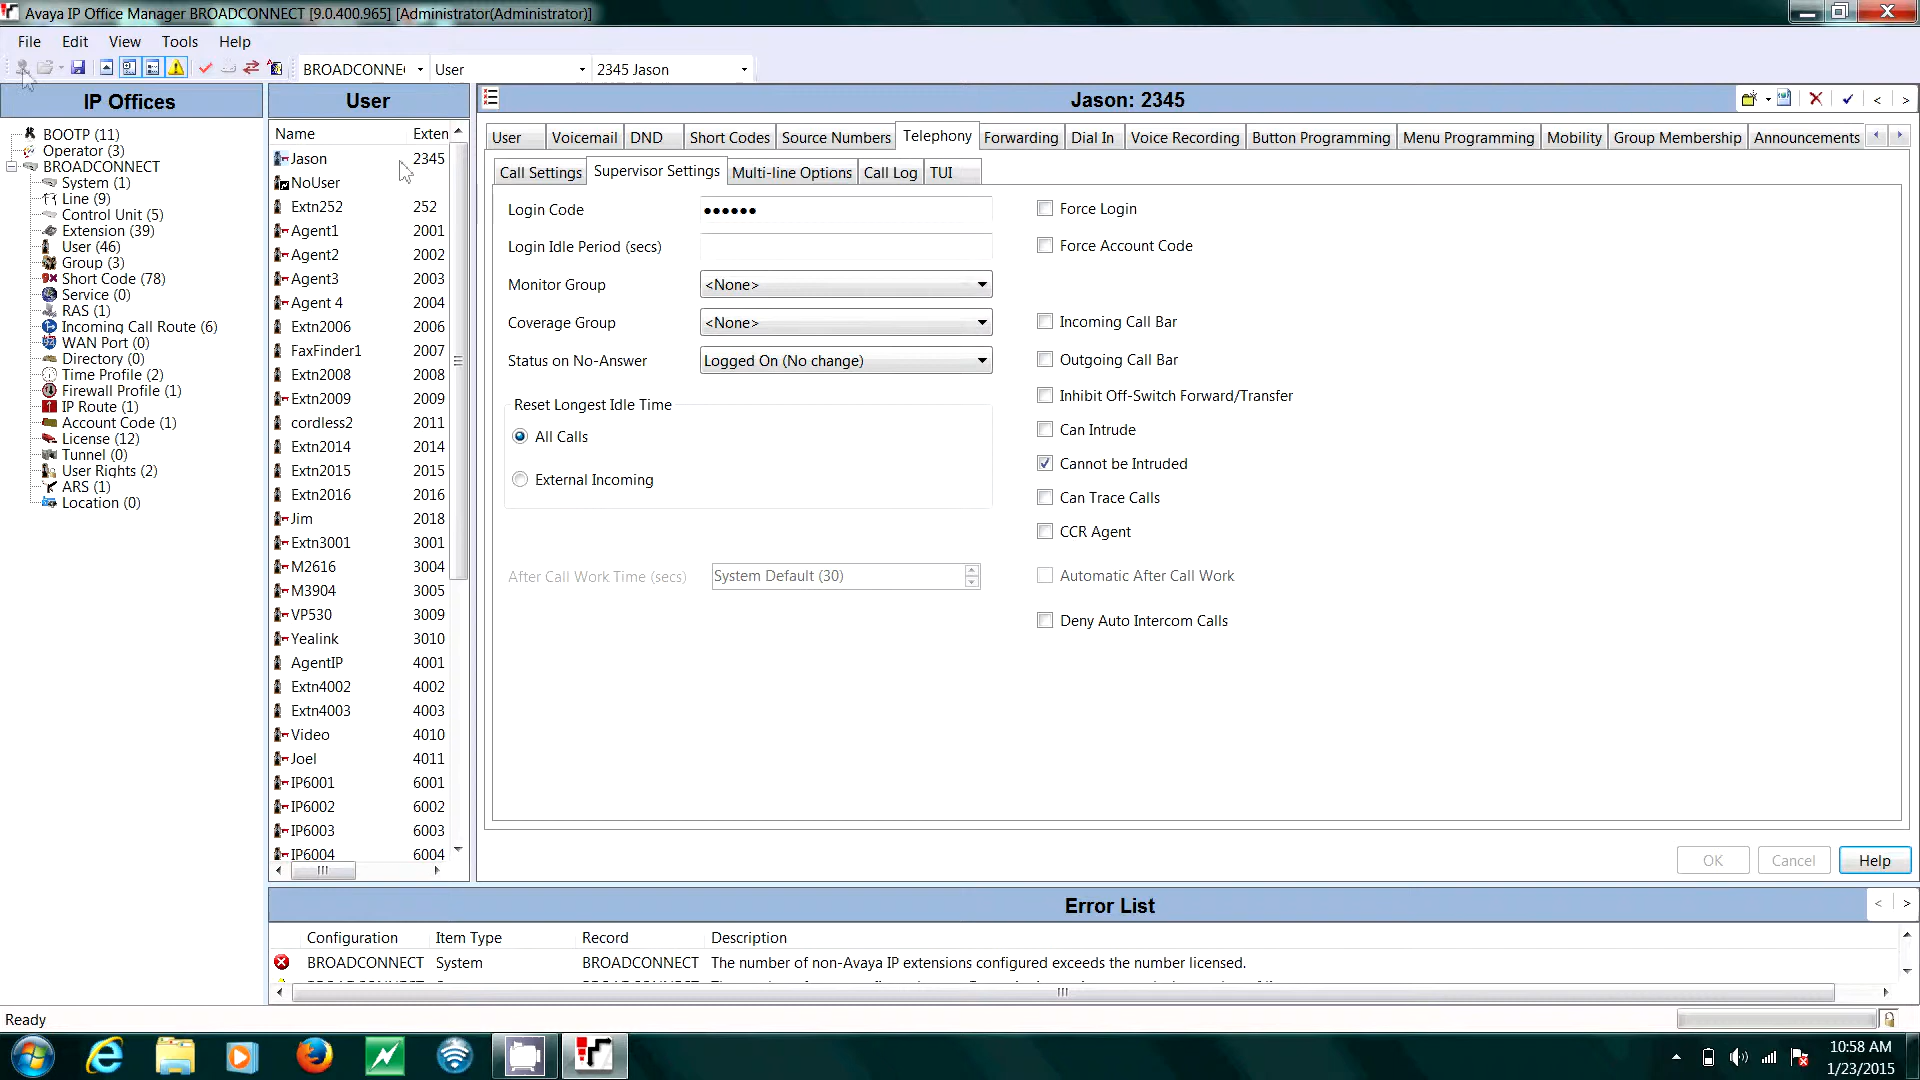 Avaya IP Office Manager BROADCONNECT [9.0.400.965] [Administrator(Administrator)]
File Edit View Tools Help
BROADCONNE( User 2345 Jason
IP Offices
BOOTP (11)
Operator (3)
BROADCONNECT
System (1)
Line (9)
Control Unit (5)
Extension (39)
User (46)
Group (3)
Short Code (78)
Service (0)
RAS (1)
Incoming Call Route (6)
WAN Port (0)
Directory (0)
Time Profile (2)
Firewall Profile (1)
IP Route (1)
Account Code (1)
License (12)
Tunnel (0)
User Rights (2)
ARS (1)
Location (0)
User
Name Exten
Jason 2345
NoUser
Extn252 252
Agent1 2001
Agent2 2002
Agent3 2003
Agent 4 2004
Extn2006 2006
FaxFinder1 2007
Extn2008 2008
Extn2009 2009
cordless2 2011
Extn2014 2014
Extn2015 2015
Extn2016 2016
Jim 2018
Extn3001 3001
M2616 3004
M3904 3005
VP530 3009
Yealink 3010
AgentIP 4001
Extn4002 4002
Extn4003 4003
Video 4010
Joel 4011
IP6001 6001
IP6002 6002
IP6003 6003
IP6004 6004
Jason: 2345
User Voicemail DND Short Codes Source Numbers Telephony Forwarding Dial In Voice Recording Button Programming Menu Programming Mobility Group Membership Announcements
Call Settings Supervisor Settings Multi-line Options Call Log TUI
Login Code ●●●●●●
Login Idle Period (secs)
Monitor Group <None>
Coverage Group <None>
Status on No-Answer Logged On (No change)
Reset Longest Idle Time
All Calls
External Incoming
After Call Work Time (secs) System Default (30)
Force Login
Force Account Code
Incoming Call Bar
Outgoing Call Bar
Inhibit Off-Switch Forward/Transfer
Can Intrude
Cannot be Intruded
Can Trace Calls
CCR Agent
Automatic After Call Work
Deny Auto Intercom Calls
OK Cancel Help
Error List
Configuration Item Type Record Description
BROADCONNECT System BROADCONNECT The number of non-Avaya IP extensions configured exceeds the number licensed.
Ready
10:58 AM
1/23/2015